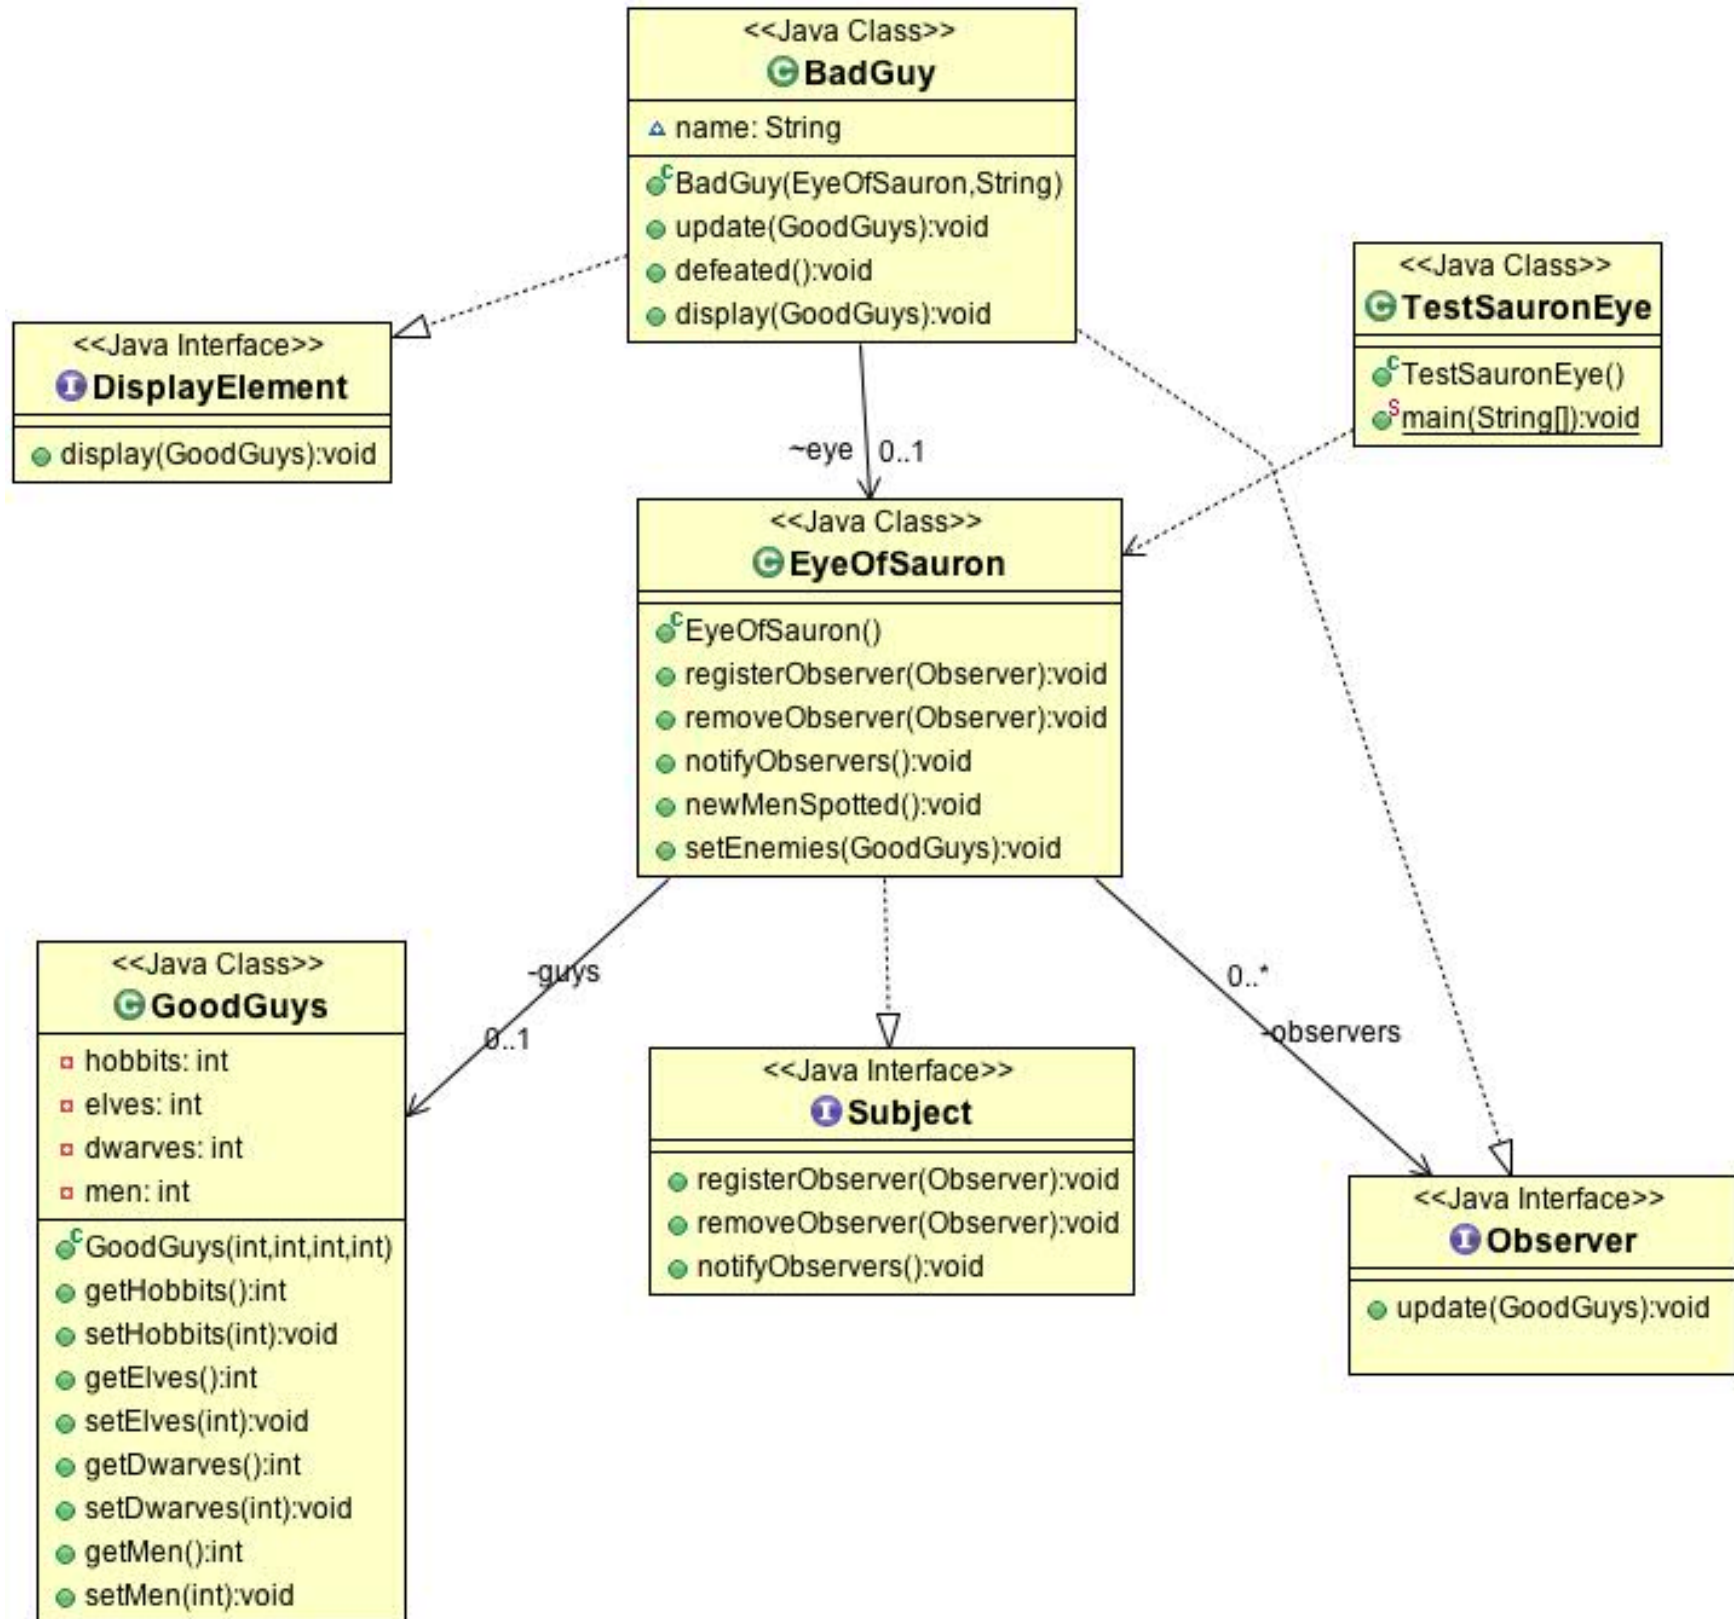 <<Java Class>>
BadGuy
name: String
BadGuy(EyeOfSauron,String)
update(GoodGuys):void
defeated():void
display(GoodGuys):void
<<Java Class>>
TestSauronEye
TestSauronEye()
main(String[]):void
<<Java Interface>>
DisplayElement
display(GoodGuys):void
~eye 0..1
<<Java Class>>
EyeOfSauron
EyeOfSauron()
registerObserver(Observer):void
removeObserver(Observer):void
notifyObservers():void
newMenSpotted():void
setEnemies(GoodGuys):void
-guys
0..1
0..*
-observers
<<Java Class>>
GoodGuys
hobbits: int
elves: int
dwarves: int
men: int
GoodGuys(int,int,int,int)
getHobbits():int
setHobbits(int):void
getElves():int
setElves(int):void
getDwarves():int
setDwarves(int):void
getMen():int
setMen(int):void
<<Java Interface>>
Subject
registerObserver(Observer):void
removeObserver(Observer):void
notifyObservers():void
<<Java Interface>>
Observer
update(GoodGuys):void